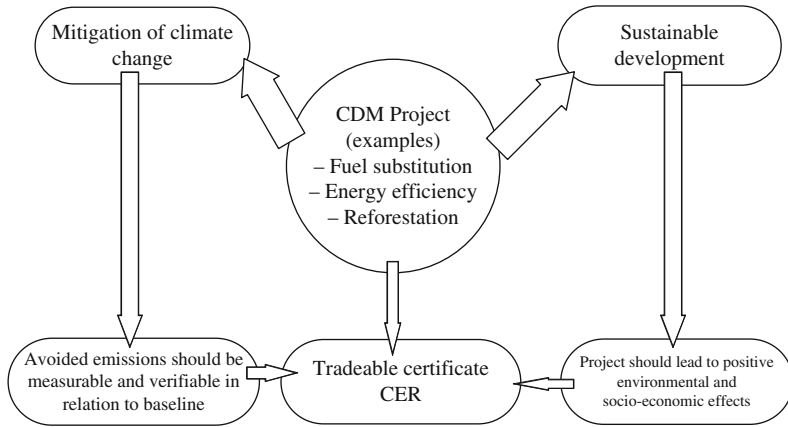 Mitigation of climate
change
Sustainable
development
CDM Project
(examples)
– Fuel substitution
– Energy efficiency
– Reforestation
Avoided emissions should be
measurable and verifiable in
relation to baseline
Tradeable certificate
CER
Project should lead to positive
environmental and
socio-economic effects